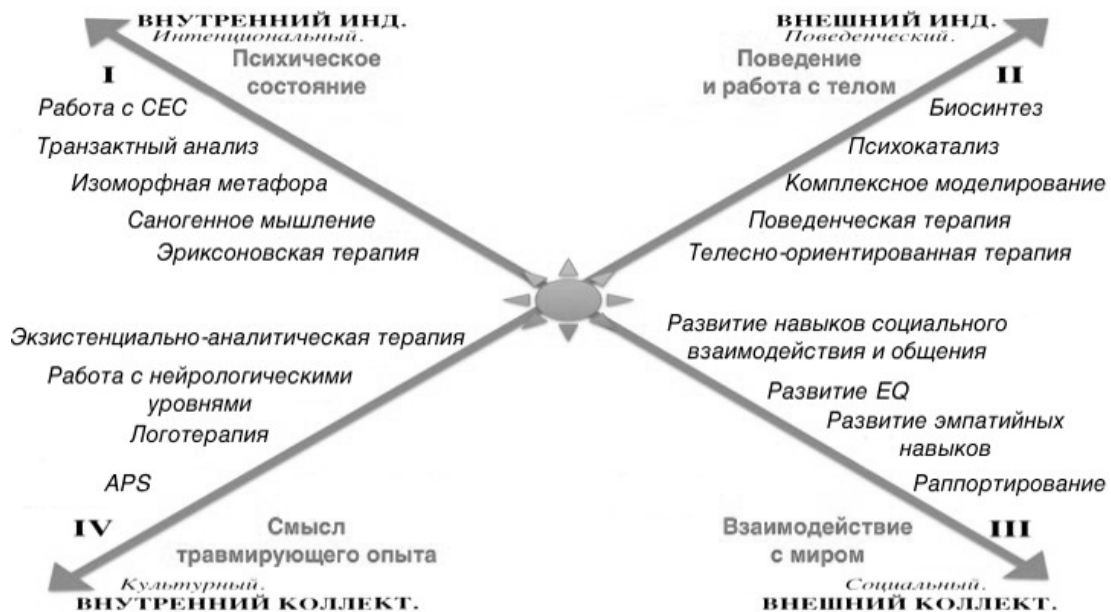 ВНУТРЕННИЙ ИНД.
Интенциональный.
Психическое
состояние
I
Работа с СЕС
Транзактный анализ
Изоморфная метафора
Саногенное мышление
Эриксоновская терапия
ВНЕШНИЙ ИНД.
Поведенческий.
Поведение
и работа с телом
II
Биосинтез
Психокатализ
Комплексное моделирование
Поведенческая терапия
Телесно-ориентированная терапия
Экзистенциально-аналитическая терапия
Работа с нейрологическими
уровнями
Логотерапия
APS
IV
Смысл
травмирующего опыта
Культурный.
ВНУТРЕННИЙ КОЛЛЕКТ.
Развитие навыков социального
взаимодействия и общения
Развитие EQ
Развитие эмпатийных
навыков
Раппортирование
III
Взаимодействие
с миром
Социальный.
ВНЕШНИЙ КОЛЛЕКТ.